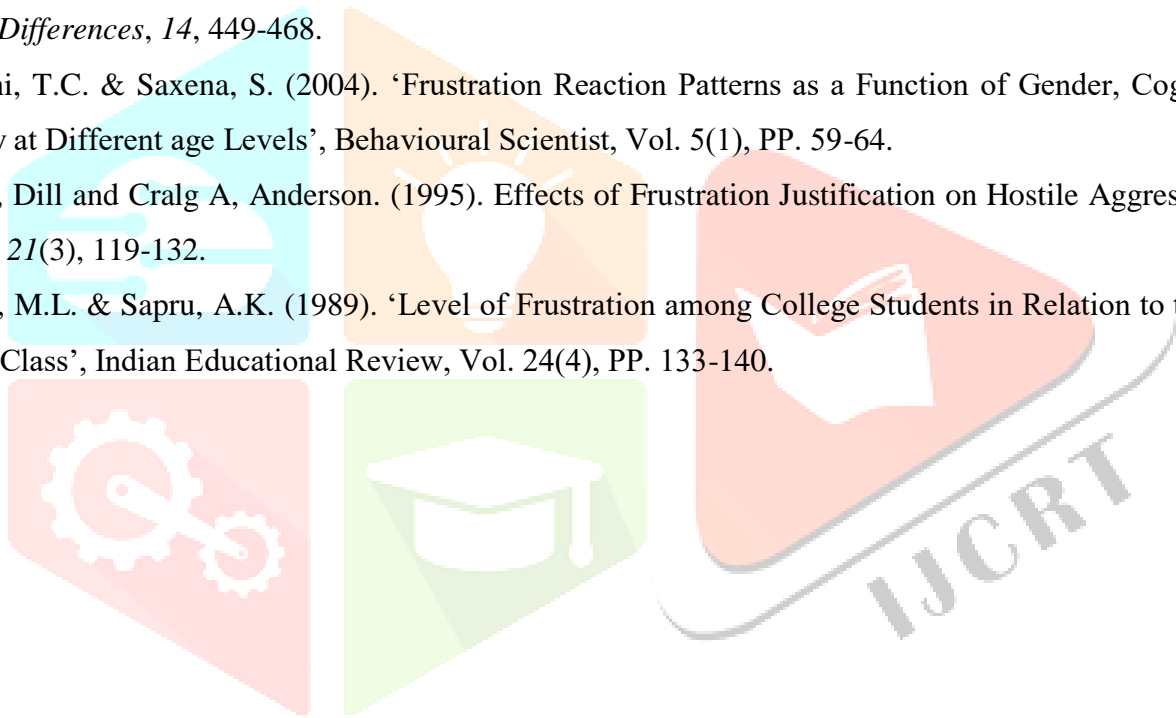 Differences, 14, 449-468.
ni, T.C. & Saxena, S. (2004). ‘Frustration Reaction Patterns as a Function of Gender, Cog
y at Different age Levels’, Behavioural Scientist, Vol. 5(1), PP. 59-64.
, Dill and Cralg A, Anderson. (1995). Effects of Frustration Justification on Hostile Aggres
21(3), 119-132.
, M.L. & Sapru, A.K. (1989). ‘Level of Frustration among College Students in Relation to t
Class’, Indian Educational Review, Vol. 24(4), PP. 133-140.
IJCRT